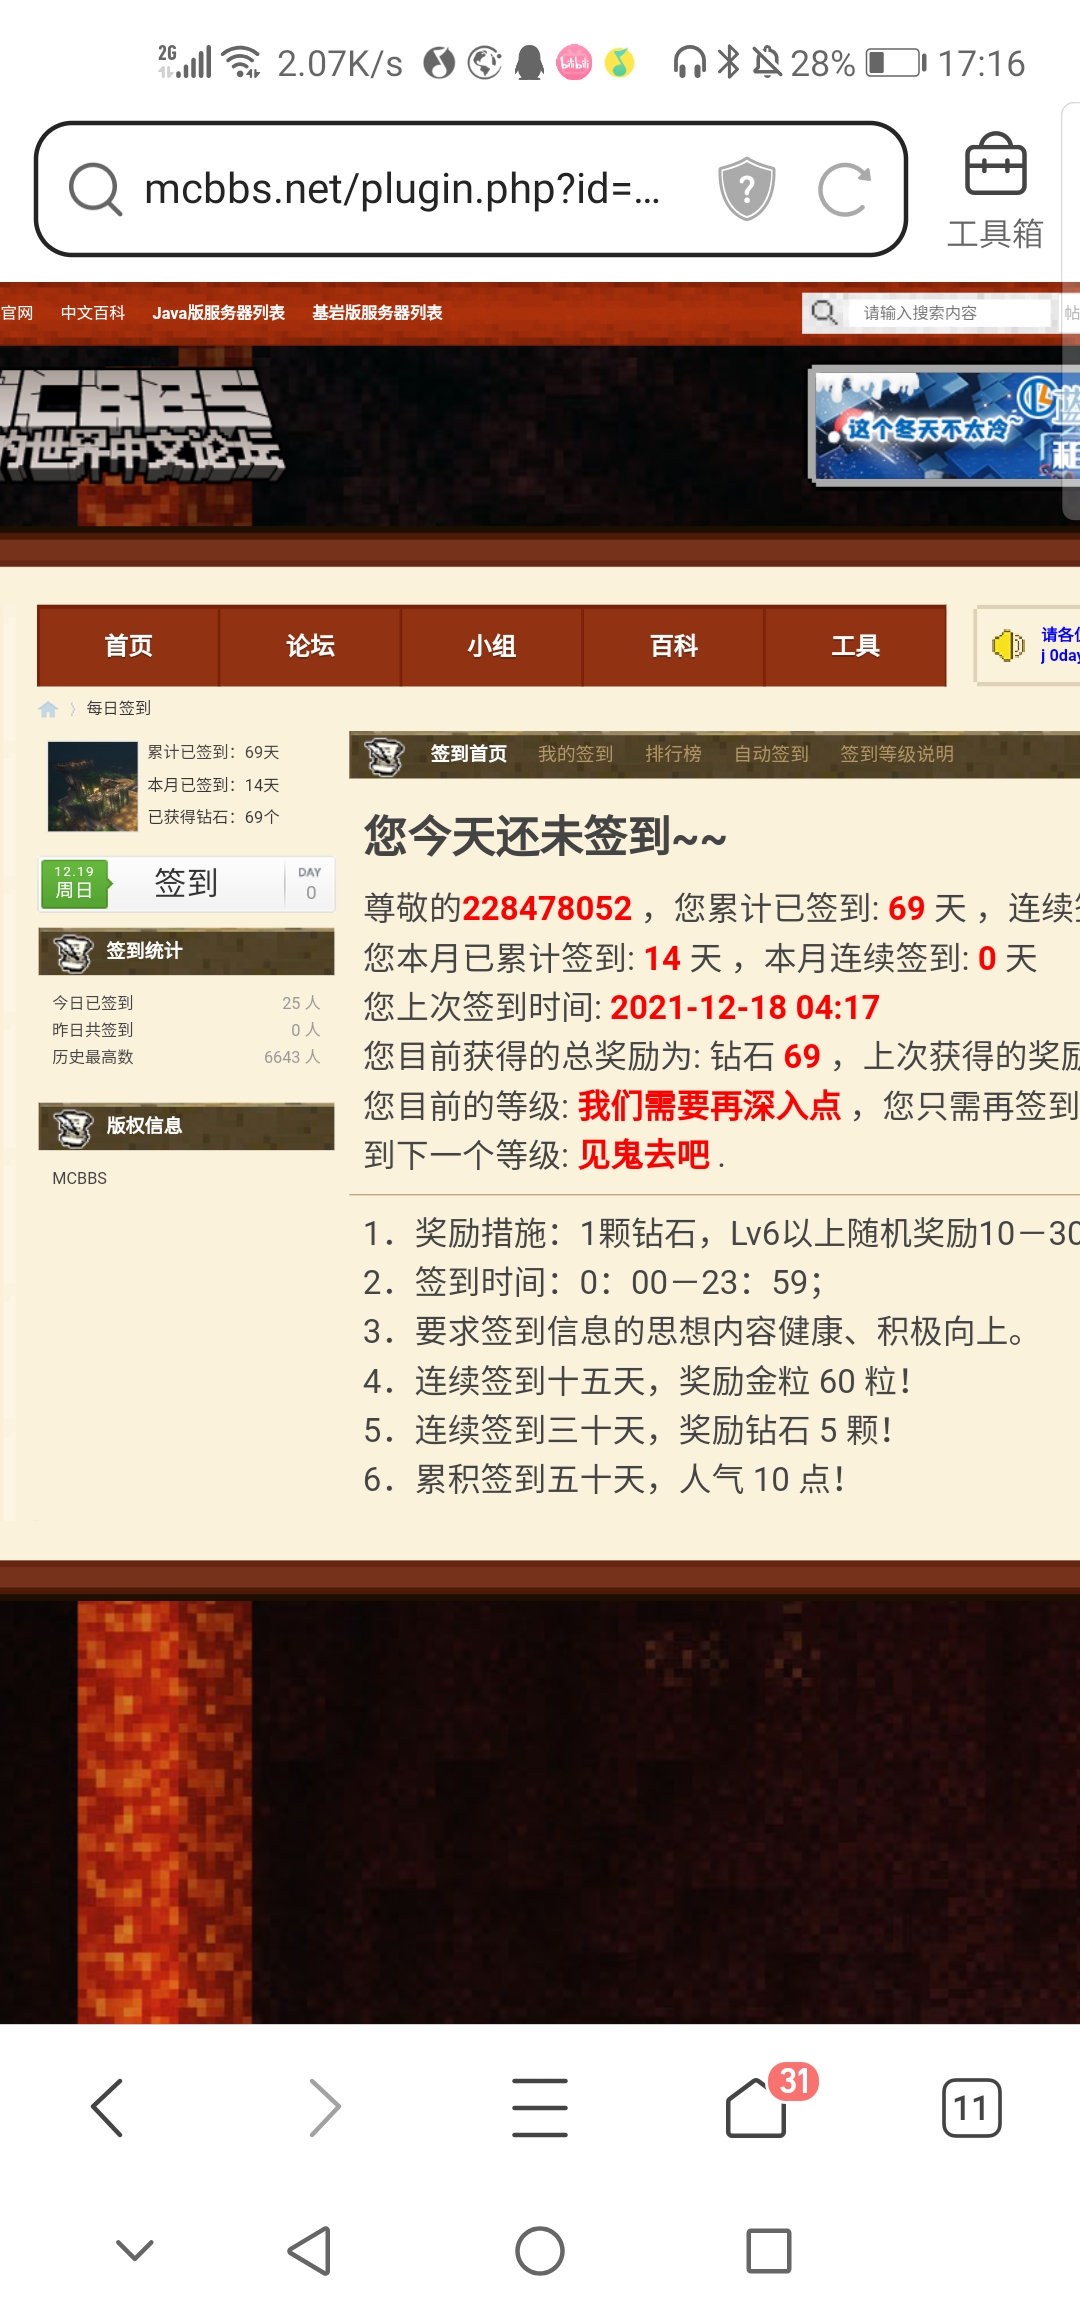 2G 2.07K/s 28% 17:16
mcbbs.net/plugin.php?id=...
工具箱
官网 中文百科 Java版服务器列表 基岩版服务器列表 请输入搜索内容 帖
MCBBS
的世界中文论坛
这个冬天不太冷~ 蓝
租
首页 论坛 小组 百科 工具
请各位
j 0day
〉 每日签到
累计已签到：69天
本月已签到：14天
已获得钻石：69个
12.19
周日
签到
DAY
0
签到统计
今日已签到 25 人
昨日共签到 0 人
历史最高数 6643 人
版权信息
MCBBS
签到首页 我的签到 排行榜 自动签到 签到等级说明
您今天还未签到~~
尊敬的228478052 ，您累计已签到: 69 天 ，连续签
您本月已累计签到: 14 天 ，本月连续签到: 0 天
您上次签到时间: 2021-12-18 04:17
您目前获得的总奖励为: 钻石 69 ，上次获得的奖励
您目前的等级: 我们需要再深入点 ，您只需再签到
到下一个等级: 见鬼去吧 .
1．奖励措施：1颗钻石，Lv6以上随机奖励10－30
2．签到时间：0：00－23：59；
3．要求签到信息的思想内容健康、积极向上。
4．连续签到十五天，奖励金粒 60 粒！
5．连续签到三十天，奖励钻石 5 颗！
6．累积签到五十天，人气 10 点！
31
11